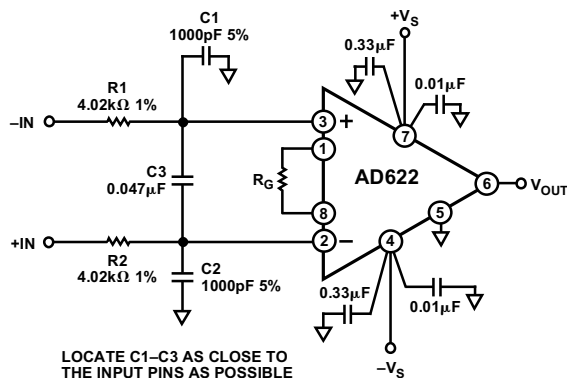 C1
1000pF 5%
+VS
0.33µF
0.01µF
R1
4.02kΩ 1%
–IN
3
+
1
7
C3
0.047µF
RG
AD622
6
VOUT
8
5
+IN
2
–
4
R2
4.02kΩ 1%
C2
1000pF 5%
0.33µF
0.01µF
–VS
LOCATE C1–C3 AS CLOSE TO
THE INPUT PINS AS POSSIBLE